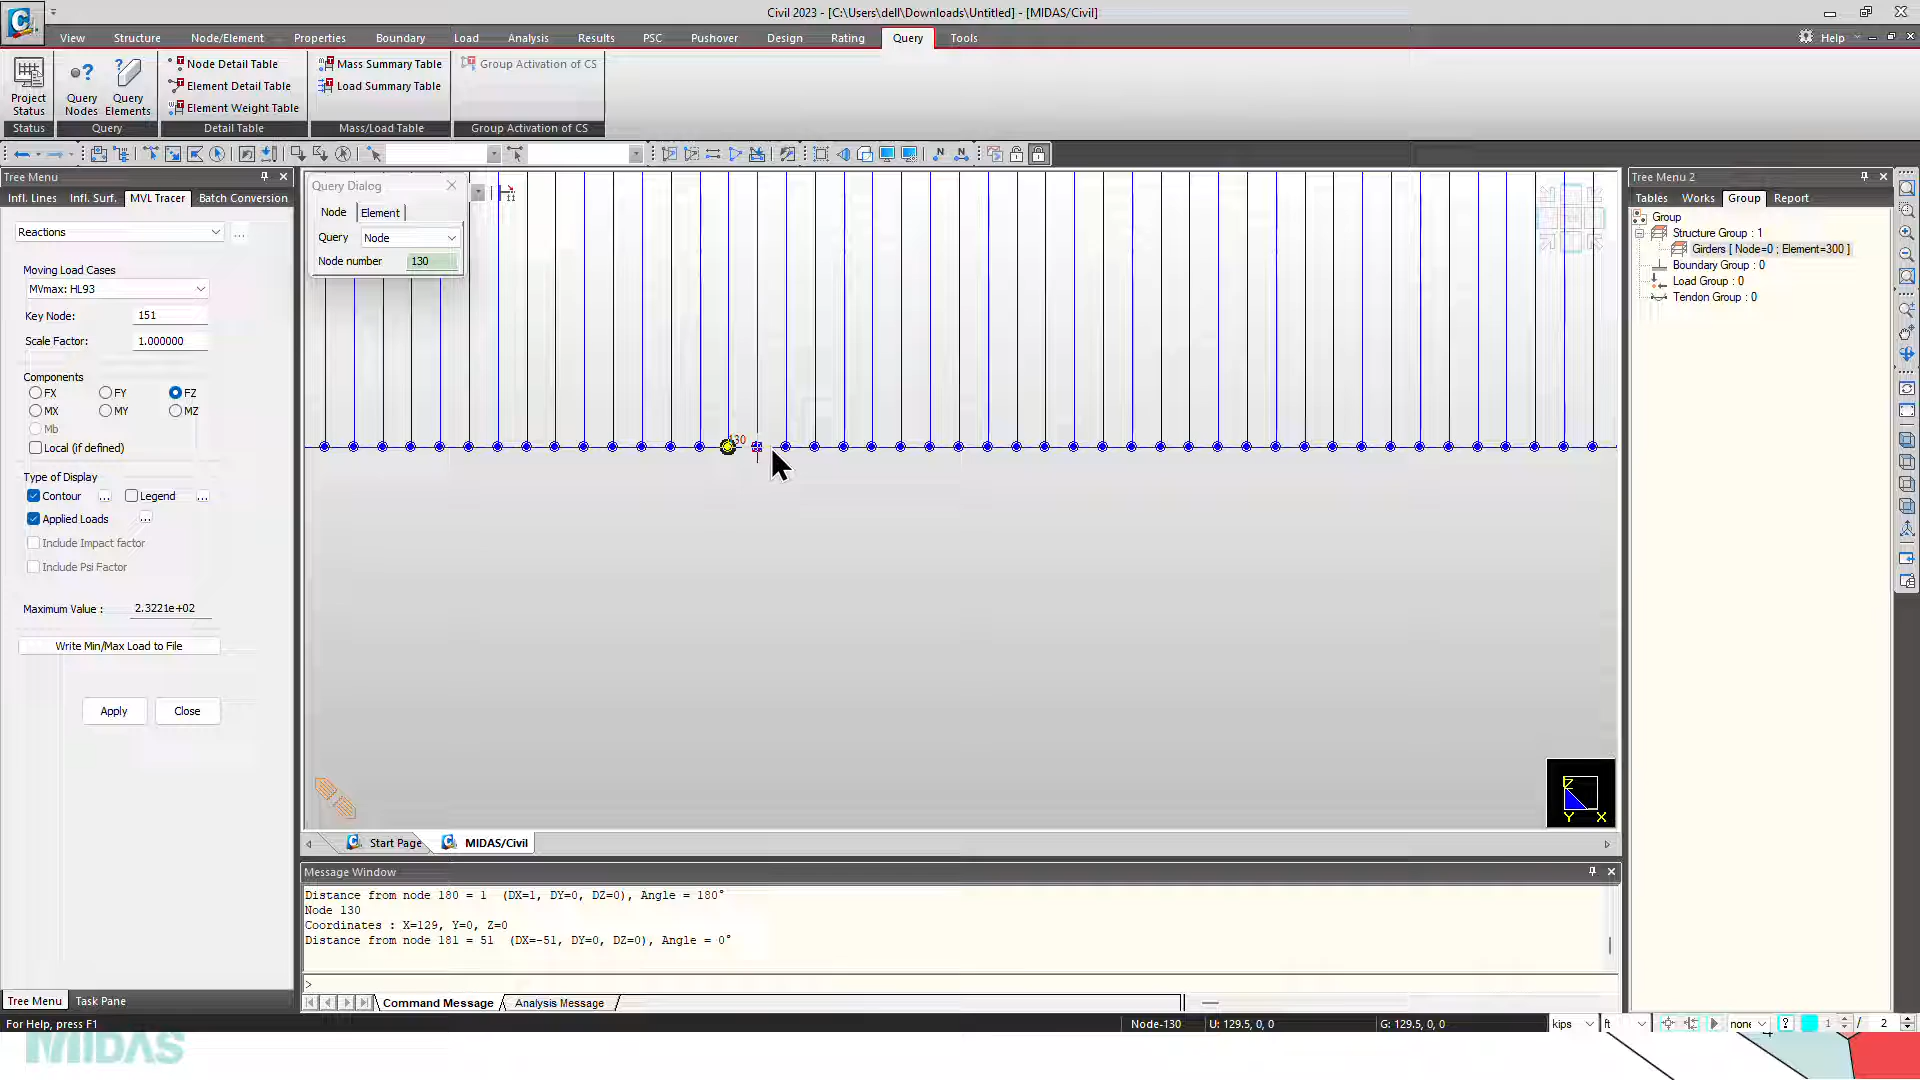 Civil 2023 - [C:\Users\dell\Downloads\Untitled] - [MIDAS/Civil]
View Structure Node/Element Properties Boundary Load Analysis Results PSC Pushover Design Rating Query Tools Help
Project Status
Query Nodes
Query Elements
Node Detail Table
Element Detail Table
Element Weight Table
Mass Summary Table
Load Summary Table
Group Activation of CS
Status Query Detail Table Mass/Load Table Group Activation of CS
Tree Menu
Infl. Lines Infl. Surf. MVL Tracer Batch Conversion
Reactions
...
Moving Load Cases
MVmax: HL93
Key Node: 151
Scale Factor: 1.000000
Components
FX FY FZ
MX MY MZ
Mb
Local (if defined)
Type of Display
Contour ... Legend ...
Applied Loads ...
Include Impact factor
Include Psi Factor
Maximum Value : 2.3221e+02
Write Min/Max Load to File
Apply Close
Tree Menu Task Pane
For Help, press F1
MIDAS
Query Dialog
Node Element
Query Node
Node number 130
130
Z
Y X
Start Page MIDAS/Civil
Message Window
Distance from node 180 = 1 (DX=1, DY=0, DZ=0), Angle = 180°
Node 130
Coordinates : X=129, Y=0, Z=0
Distance from node 181 = 51 (DX=-51, DY=0, DZ=0), Angle = 0°
>
Command Message Analysis Message
Node-130 U: 129.5, 0, 0 G: 129.5, 0, 0 kips ft none 1 / 2
Tree Menu 2
Tables Works Group Report
Group
Structure Group : 1
Girders [ Node=0 ; Element=300 ]
Boundary Group : 0
Load Group : 0
Tendon Group : 0